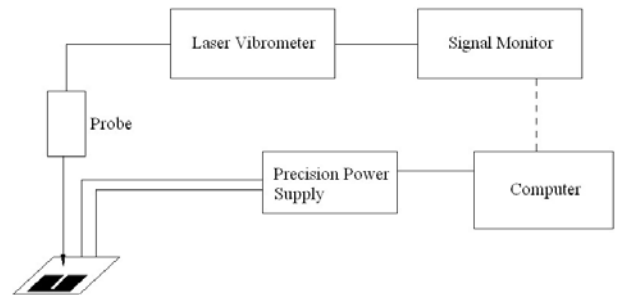 Laser Vibrometer
Signal Monitor
Probe
Precision Power
Supply
Computer